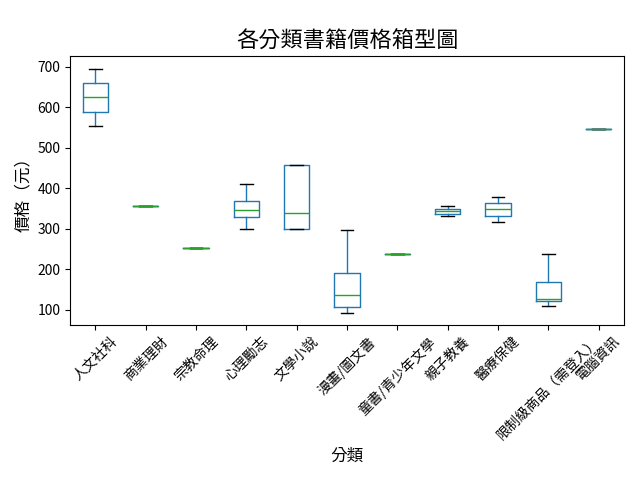 各分類書籍價格箱型圖
價格（元）
700
600
500
400
300
200
100
人文社科
商業理財
宗教命理
心理勵志
文學小說
漫畫/圖文書
童書/青少年文學
親子教養
醫療保健
限制級商品（需登入）
電腦資訊
分類